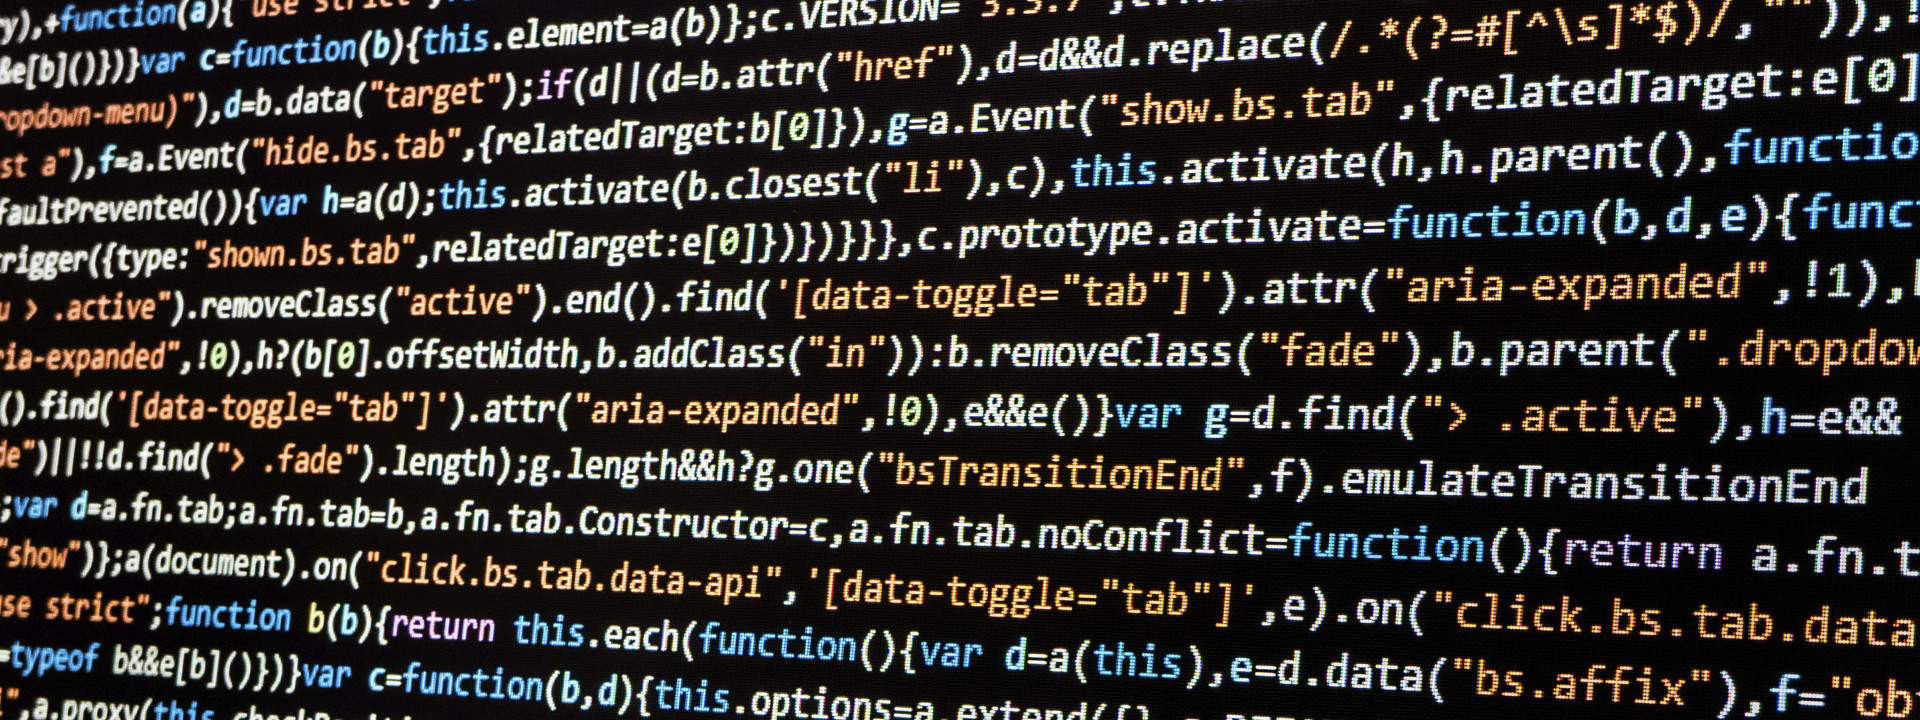 y),+function(a){"use strict"
&e[b]()})}var c=function(b){this.element=a(b)};c.VERSION="3.3.7"
ropdown-menu)"),d=b.data("target");if(d||(d=b.attr("href"),d=d&&d.replace(/.*(?=#[^\s]*$)/,"")),!
st a"),f=a.Event("hide.bs.tab",{relatedTarget:b[0]}),g=a.Event("show.bs.tab",{relatedTarget:e[0]
faultPrevented()){var h=a(d);this.activate(b.closest("li"),c),this.activate(h,h.parent(),functio
rigger({type:"shown.bs.tab",relatedTarget:e[0]})})}}},c.prototype.activate=function(b,d,e){func
u > .active").removeClass("active").end().find('[data-toggle="tab"]').attr("aria-expanded",!1),
ria-expanded",!0),h?(b[0].offsetWidth,b.addClass("in")):b.removeClass("fade"),b.parent(".dropdow
().find('[data-toggle="tab"]').attr("aria-expanded",!0),e&&e()}var g=d.find("> .active"),h=e&&
de")||!!d.find("> .fade").length);g.length&&h?g.one("bsTransitionEnd",f).emulateTransitionEnd
;var d=a.fn.tab;a.fn.tab=b,a.fn.tab.Constructor=c,a.fn.tab.noConflict=function(){return a.fn.t
"show")};a(document).on("click.bs.tab.data-api",'[data-toggle="tab"]',e).on("click.bs.tab.data
se strict";function b(b){return this.each(function(){var d=a(this),e=d.data("bs.affix"),f="ob
=typeof b&&e[b]()})}var c=function(b,d){this.options=a.extend({}
",a.proxy(this